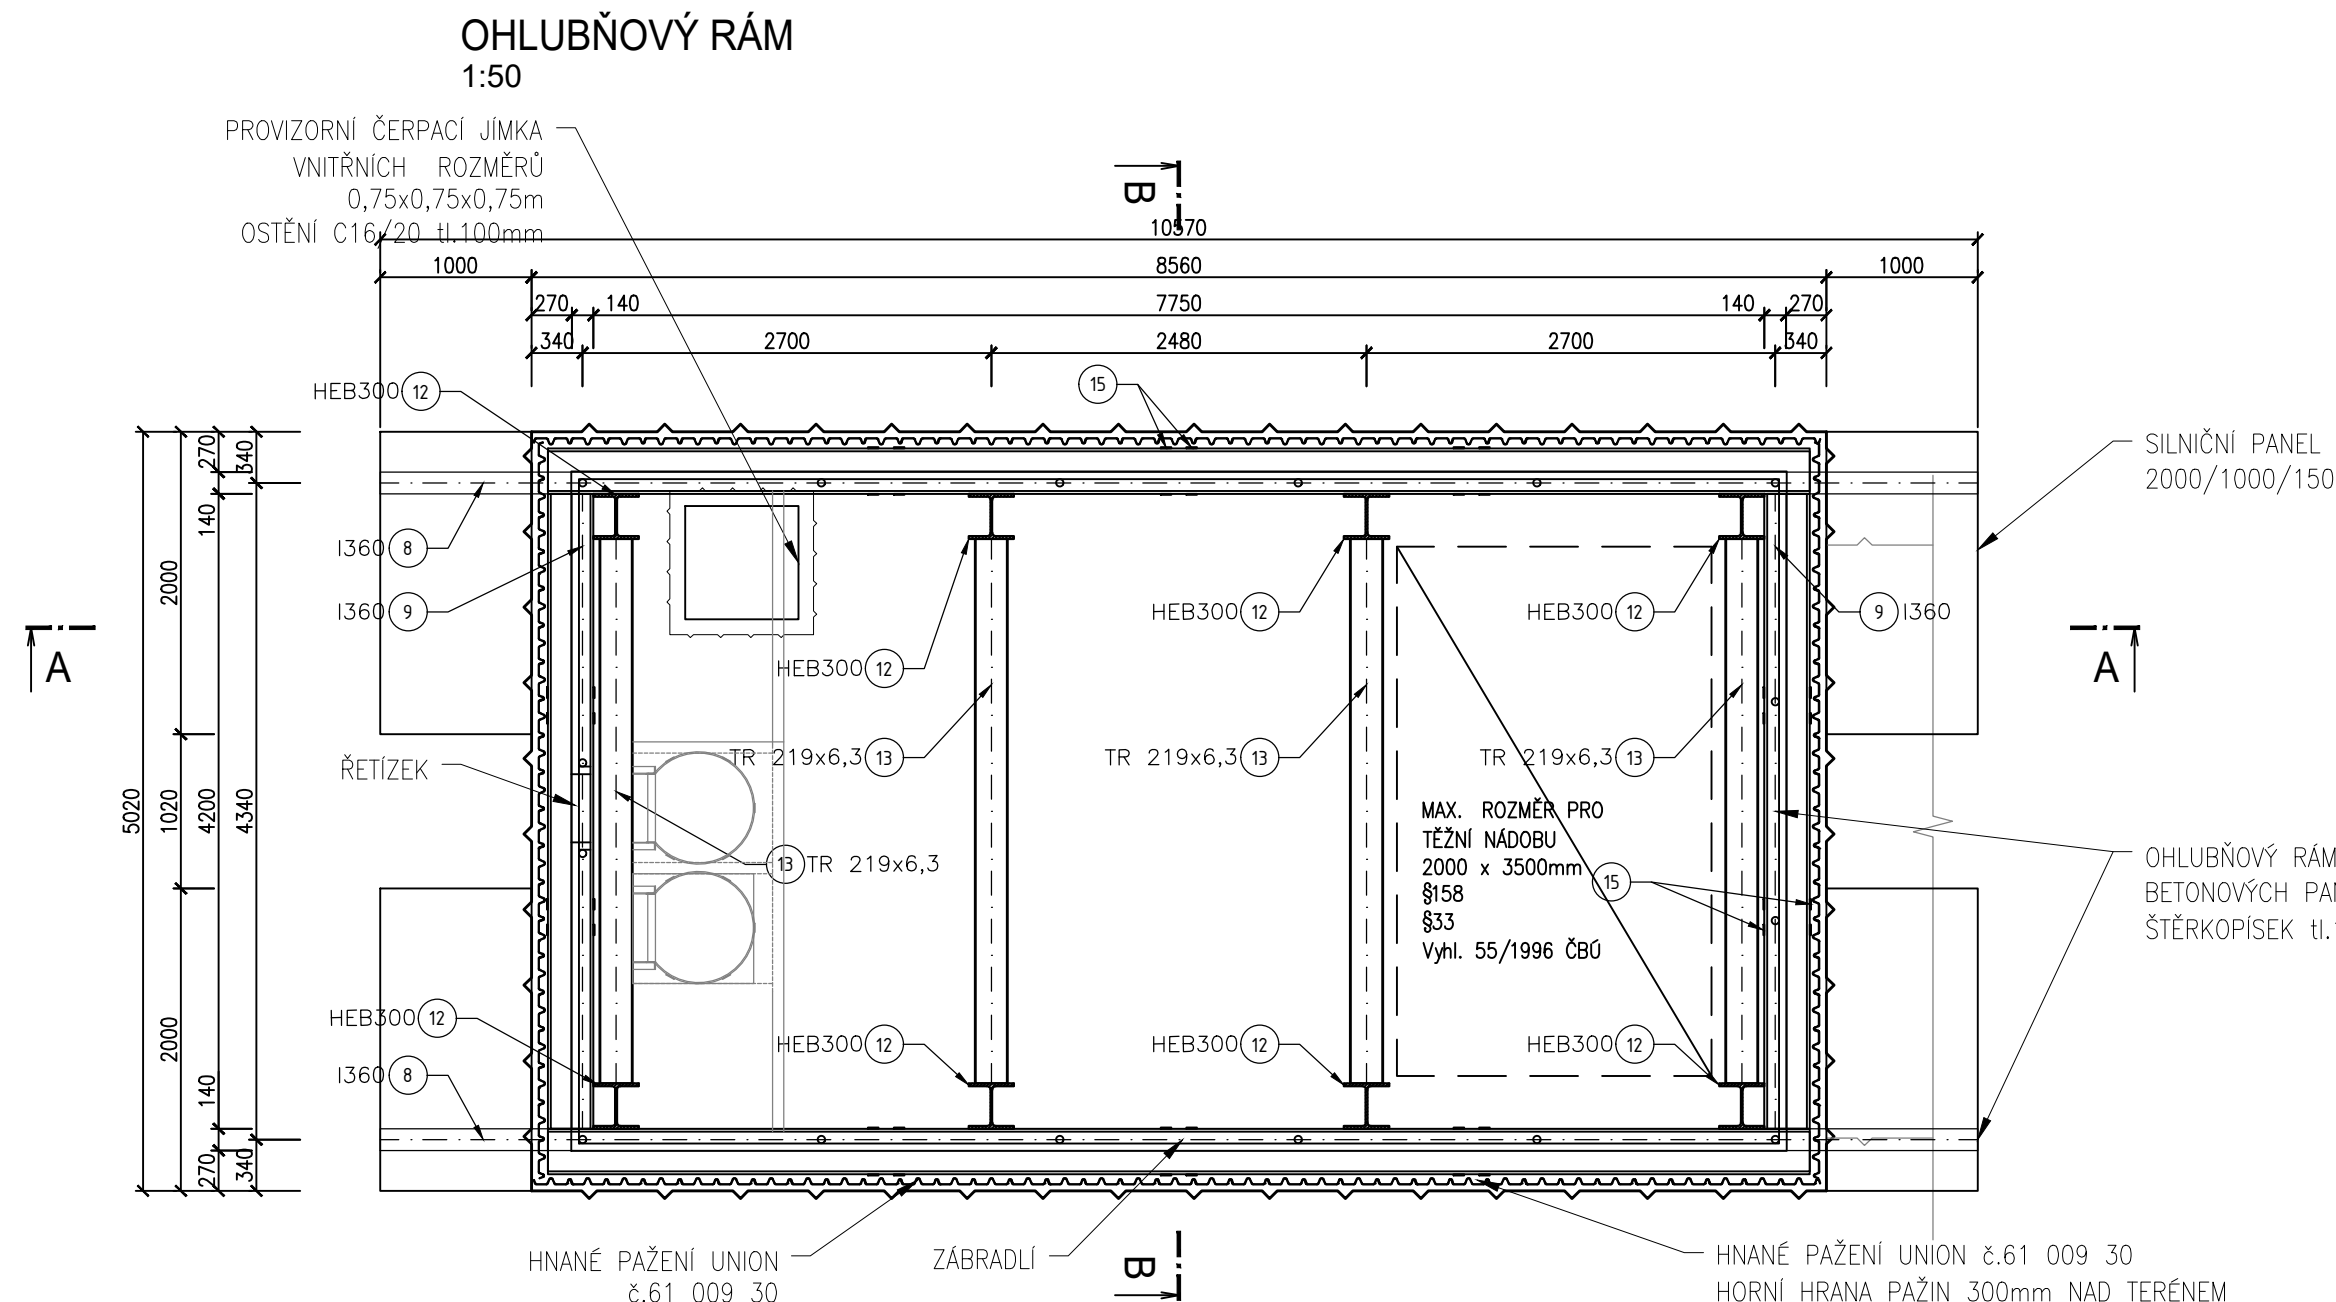 OHLUBŇOVÝ RÁM
1:50
PROVIZORNÍ ČERPACÍ JÍMKA
VNITŘNÍCH ROZMĚRŮ
0,75x0,75x0,75m
OSTĚNÍ C16/20 tl.100mm
B
10570
1000
8560
1000
270
140
7750
140
270
340
2700
2480
2700
340
HEB300 12
15
270
340
140
SILNIČNÍ PANEL
2000/1000/150
I360 8
2000
I360 9
HEB300 12
HEB300 12
9 I360
A
A
HEB300 12
TR 219x6,3 13
TR 219x6,3 13
TR 219x6,3 13
ŘETÍZEK
5020
1020
4200
4340
MAX. ROZMĚR PRO
TĚŽNÍ NÁDOBU
2000 x 3500mm
§158
§33
Vyhl. 55/1996 ČBÚ
15
13 TR 219x6,3
OHLUBŇOVÝ RÁM
BETONOVÝCH
ŠTĚRKOPÍSEK tl.
HEB300 12
HEB300 12
HEB300 12
HEB300 12
2000
I360 8
140
270
340
HNANÉ PAŽENÍ UNION
č.61 009 30
ZÁBRADLÍ
B
HNANÉ PAŽENÍ UNION č.61 009 30
HORNÍ HRANA PAŽIN 300mm NAD TERÉNEM